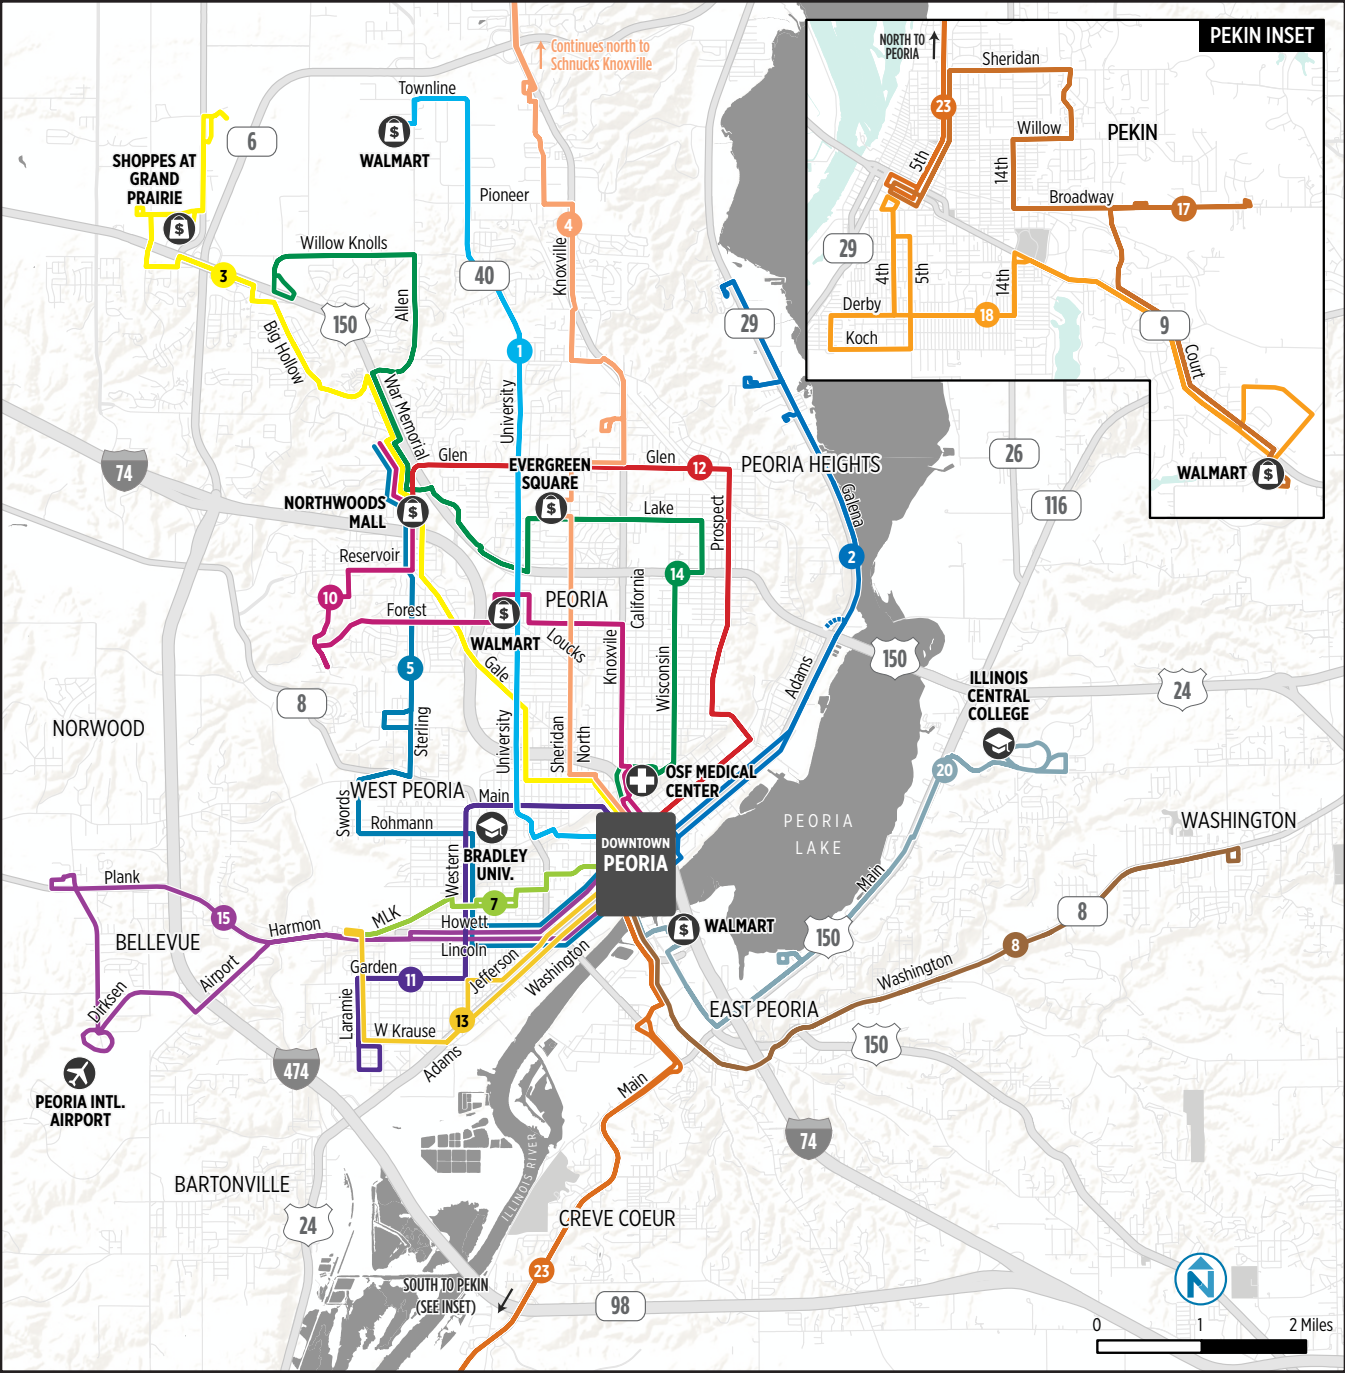 Continues north to
Schnucks Knoxville
Townline
6
WALMART
SHOPPES AT
GRAND
PRAIRIE
Pioneer
4
Knoxville
Willow Knolls
3
40
Allen
150
Big Hollow
1
29
University
War Memorial
Glen
EVERGREEN
SQUARE
Glen
12
PEORIA HEIGHTS
74
NORTHWOODS
MALL
Lake
Prospect
Galena
2
Reservoir
14
10
Forest
PEORIA
California
WALMART
Loucks
Knoxville
Wisconsin
5
Gale
Adams
150
8
Sterling
University
Sheridan
North
NORWOOD
ILLINOIS
CENTRAL
COLLEGE
24
20
OSF MEDICAL
CENTER
WEST PEORIA
Main
Swords
Rohmann
BRADLEY
UNIV.
Western
DOWNTOWN
PEORIA
PEORIA
LAKE
WASHINGTON
Main
Plank
15
Harmon
MLK
7
Howett
Lincoln
WALMART
8
BELLEVUE
Airport
Garden
11
Jefferson
Washington
150
Washington
8
Dirksen
Laramie
13
W Krause
Adams
EAST PEORIA
150
474
PEORIA INTL.
AIRPORT
Main
74
ILLINOIS RIVER
BARTONVILLE
24
CREVE COEUR
23
SOUTH TO PEKIN
(SEE INSET)
98
N
0 1 2 Miles
PEKIN INSET
NORTH TO
PEORIA
Sheridan
23
Willow
PEKIN
5th
14th
Broadway
17
29
4th
5th
14th
Derby
18
Koch
9
Court
26
WALMART
116